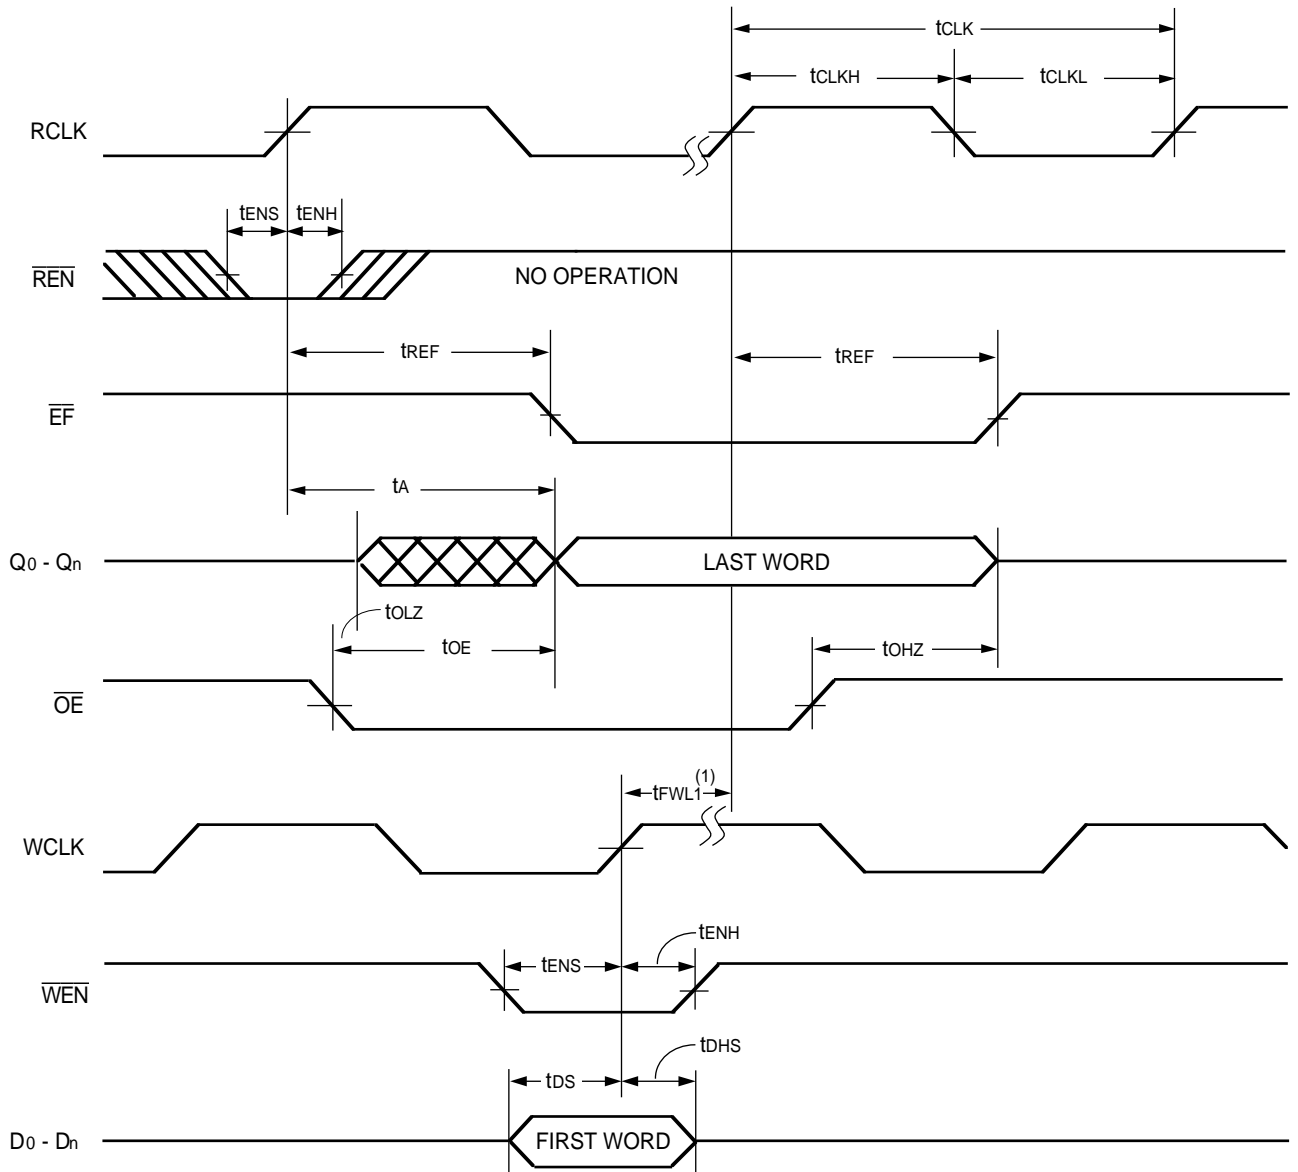 tCLK
tCLKH tCLKL
RCLK
tENS tENH
REN
NO OPERATION
tREF tREF
EF
tA
Q0 - Qn LAST WORD
tOLZ
tOE tOHZ
OE
tFWL1(1)
WCLK
tENH
tENS
WEN
tDHS
tDS
D0 - Dn FIRST WORD